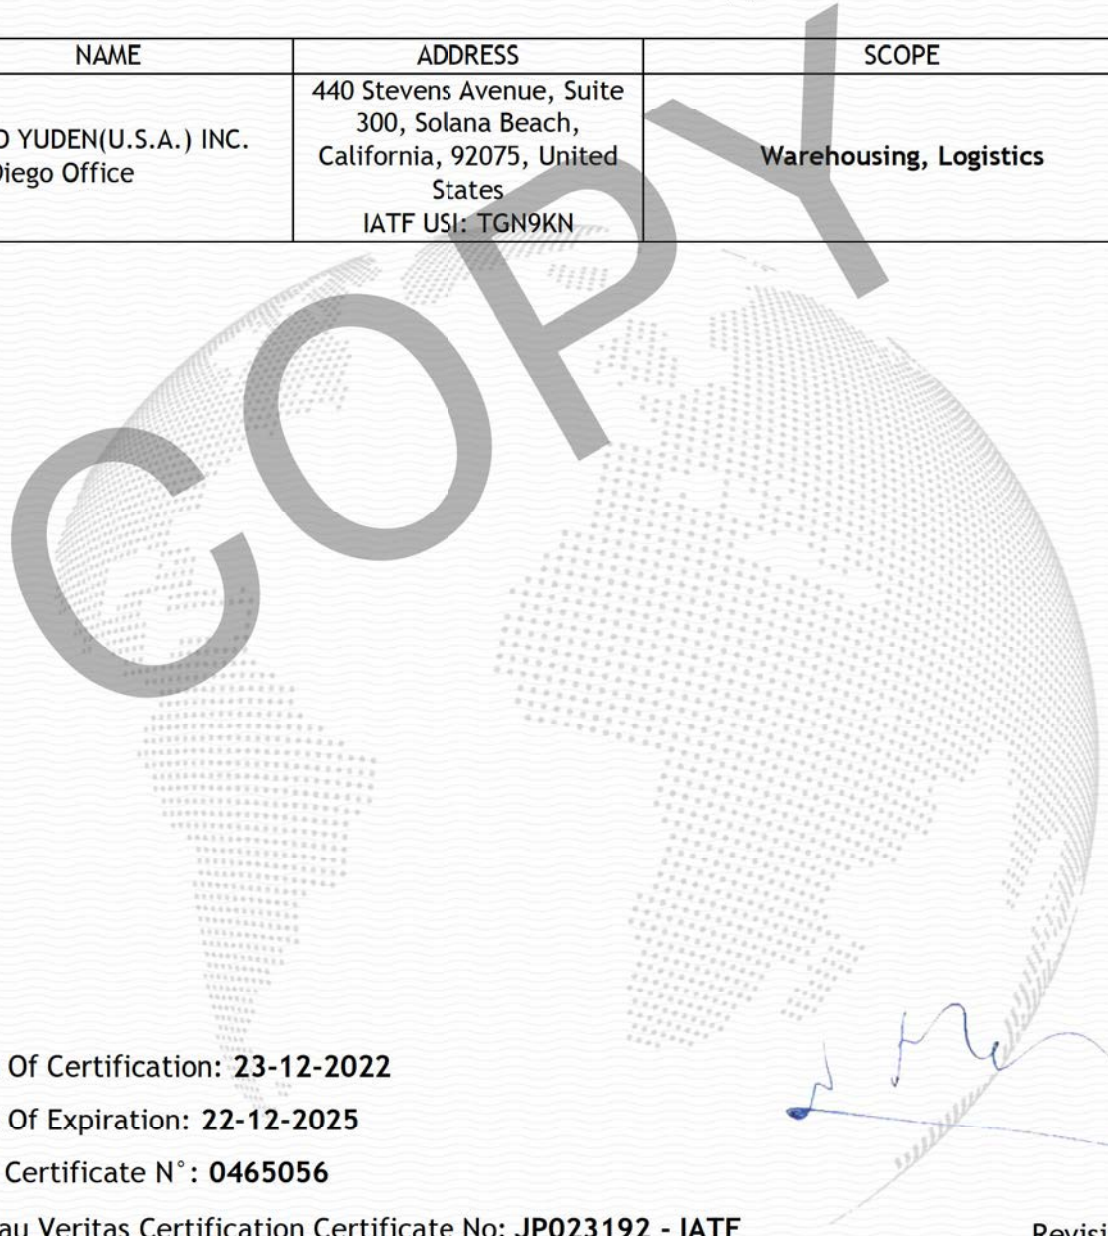 NAME
ADDRESS
SCOPE
YUDEN(U.S.A.) INC.
Diego Office
440 Stevens Avenue, Suite
300, Solana Beach,
California, 92075, United
States
IATF USI: TGN9KN
Warehousing, Logistics
COPY
Of Certification: 23-12-2022
Of Expiration: 22-12-2025
Certificate N°: 0465056
Veritas Certification Certificate No: JP023192 - IATF